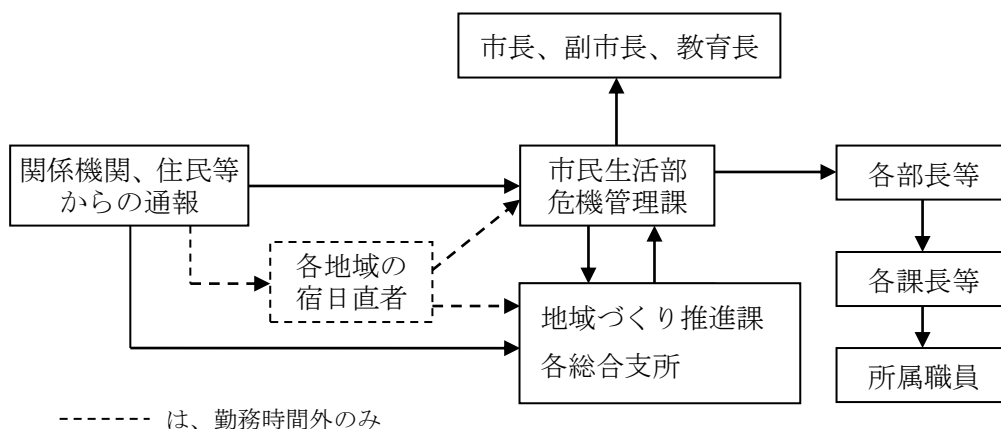 市長、副市長、教育長
関係機関、住民等
からの通報
市民生活部
危機管理課
各部長等
各地域の
宿日直者
各課長等
地域づくり推進課
各総合支所
所属職員
は、勤務時間外のみ